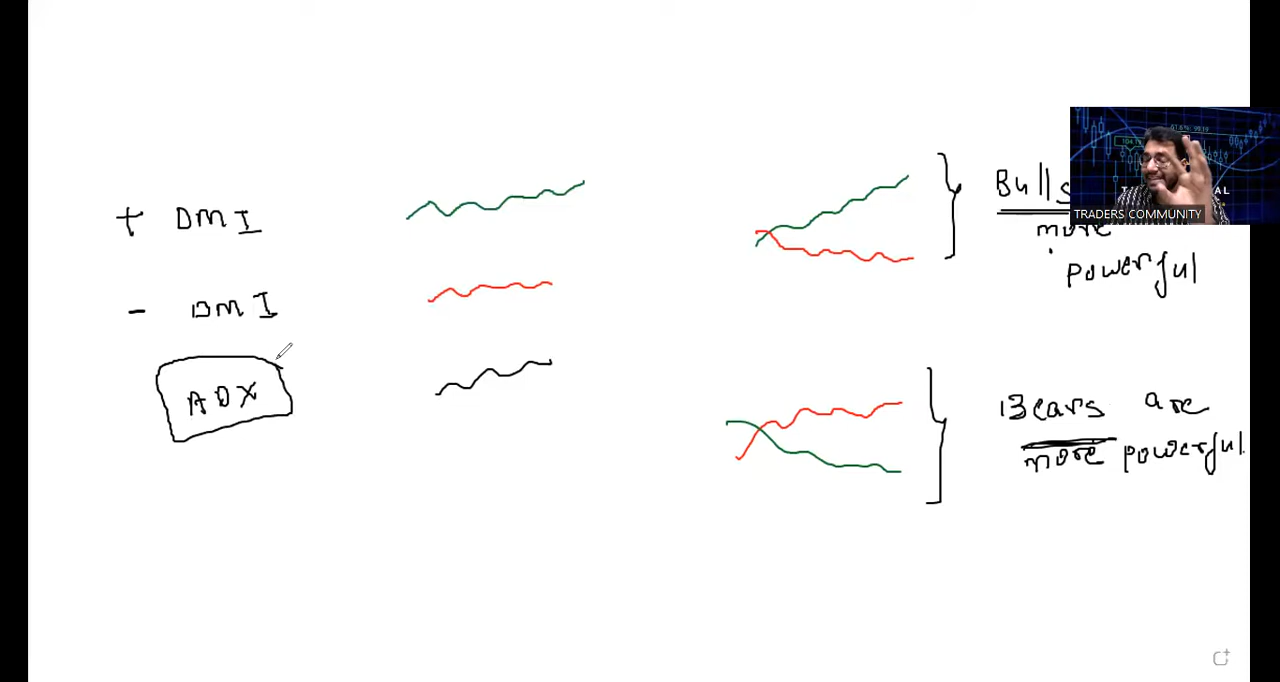 + DMI
- DMI
ADX
Bulls
more
powerful
Bears are
more powerful
TRADERS COMMUNITY